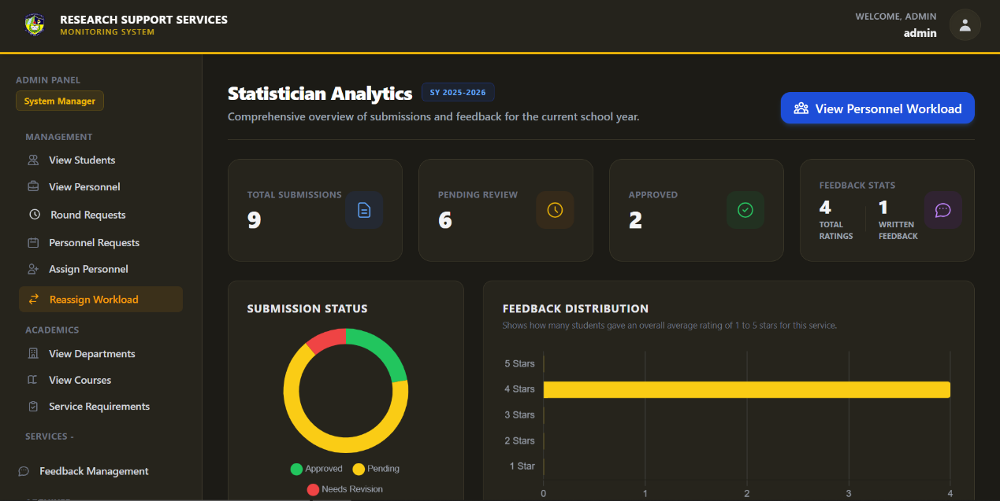 RESEARCH SUPPORT SERVICES
MONITORING SYSTEM
WELCOME, ADMIN
admin
ADMIN PANEL
System Manager
MANAGEMENT
View Students
View Personnel
Round Requests
Personnel Requests
Assign Personnel
Reassign Workload
ACADEMICS
View Departments
View Courses
Service Requirements
SERVICES -
Feedback Management
Statistician Analytics
SY 2025-2026
Comprehensive overview of submissions and feedback for the current school year.
View Personnel Workload
TOTAL SUBMISSIONS
9
PENDING REVIEW
6
APPROVED
2
FEEDBACK STATS
4
TOTAL
RATINGS
1
WRITTEN
FEEDBACK
SUBMISSION STATUS
Approved
Pending
Needs Revision
FEEDBACK DISTRIBUTION
Shows how many students gave an overall average rating of 1 to 5 stars for this service.
5 Stars
4 Stars
3 Stars
2 Stars
1 Star
0 1 2 3 4